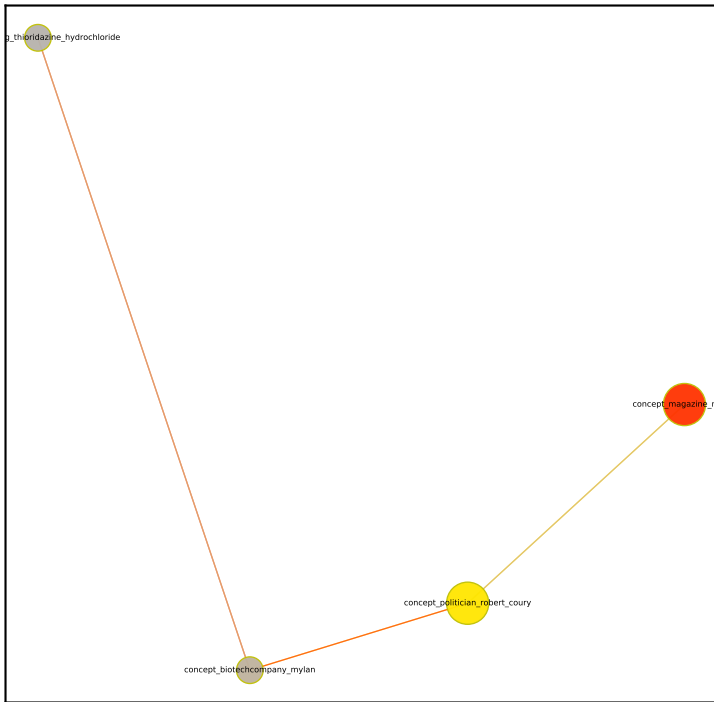 g_thioridazine_hydrochloride
concept_magazine_r
concept_politician_robert_coury
concept_biotechcompany_mylan